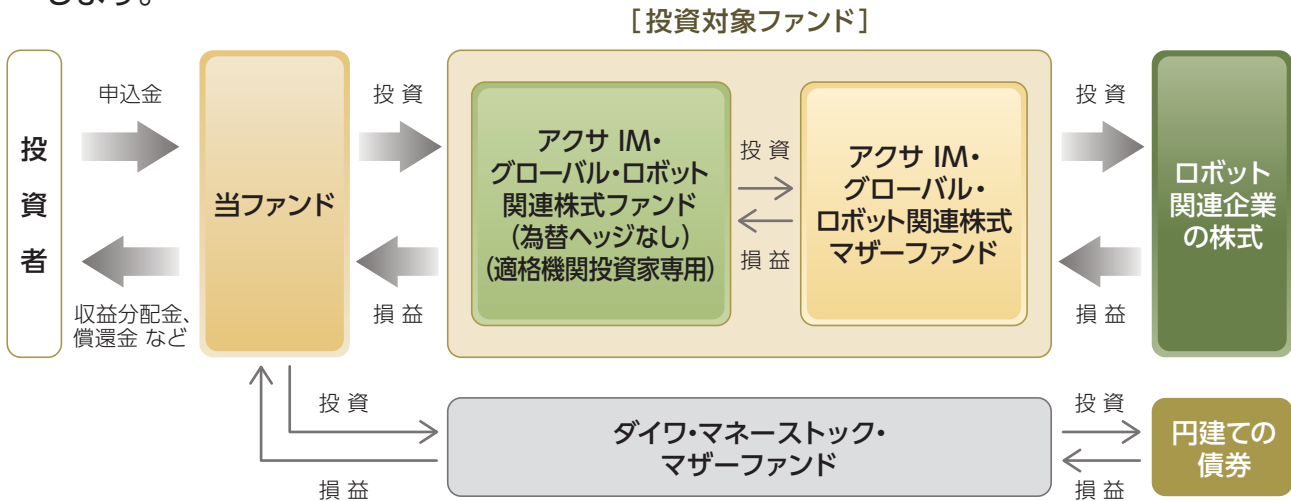 します。
［投資対象ファンド］
投
資
者
申込金
収益分配金、
償還金 など
当ファンド
投 資
損 益
アクサ IM・
グローバル・ロボット
関連株式ファンド
（為替ヘッジなし）
（適格機関投資家専用）
投 資
損 益
アクサ IM・
グローバル・
ロボット関連株式
マザーファンド
投 資
損 益
ロボット
関連企業
の株式
投 資
損 益
ダイワ・マネーストック・
マザーファンド
投 資
損 益
円建ての
債券